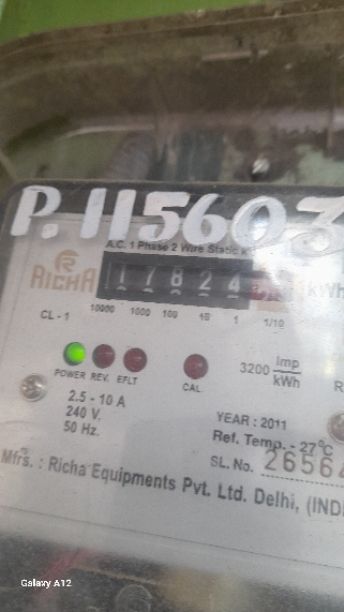 P.115603
A.C. 1 Phase 2 Wire Static
RICHA
17824
kWh
CL - 1
10000 1000 100 10 1 1/10
POWER REV. EFLT
CAL.
3200 Imp
kWh
2.5 - 10 A
240 V.
50 Hz.
YEAR : 2011
Ref. Temp. - 27°C
SL. No. 2656
Mfrs. : Richa Equipments Pvt. Ltd. Delhi, (INDI
Galaxy A12